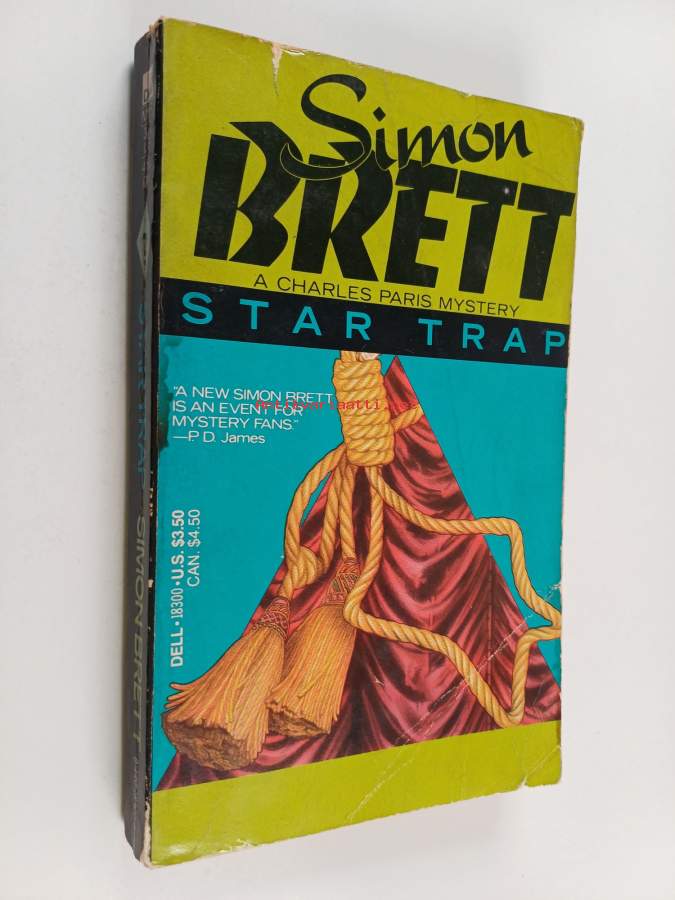 Simon
BRETT
A CHARLES PARIS MYSTERY
STAR TRAP
"A NEW SIMON BRETT
IS AN EVENT FOR
MYSTERY FANS."
—P. D. James
DELL • 18300 • U.S. $3.50
CAN. $4.50
STAR TRAP SIMON BRETT